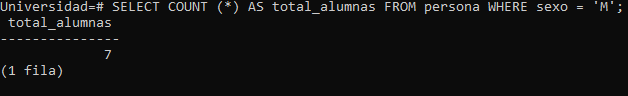 Universidad=# SELECT COUNT (*) AS total_alumnas FROM persona WHERE sexo = 'M';
 total_alumnas
---------------
             7
(1 fila)